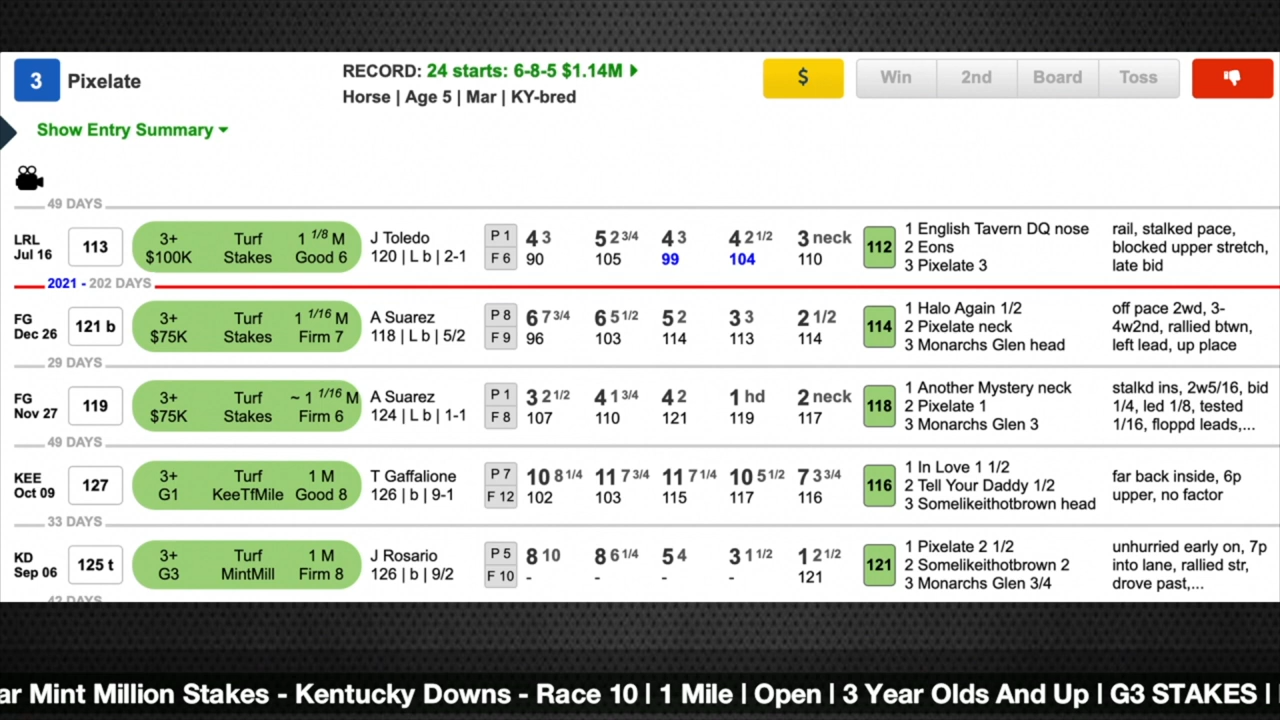 3 Pixelate RECORD: 24 starts: 6-8-5 $1.14M $ Win 2nd Board Toss
Horse | Age 5 | Mar | KY-bred
Show Entry Summary
49 DAYS
LRL Jul 16 113 3+ $100K Turf Stakes 1 1/8 M Good 6 J Toledo 120 | L b | 2-1 P 1 F 6 4 3 90 5 2 3/4 105 4 3 99 4 2 1/2 104 3 neck 110 112 1 English Tavern DQ nose 2 Eons 3 Pixelate 3 rail, stalked pace, blocked upper stretch, late bid
2021 - 202 DAYS
FG Dec 26 121 b 3+ $75K Turf Stakes 1 1/16 M Firm 7 A Suarez 118 | L b | 5/2 P 8 F 9 6 7 3/4 96 6 5 1/2 103 5 2 114 3 3 113 2 1/2 114 114 1 Halo Again 1/2 2 Pixelate neck 3 Monarchs Glen head off pace 2wd, 3-4w2nd, rallied btwn, left lead, up place
29 DAYS
FG Nov 27 119 3+ $75K Turf Stakes ~ 1 1/16 M Firm 6 A Suarez 124 | L b | 1-1 P 1 F 8 3 2 1/2 107 4 1 3/4 110 4 2 121 1 hd 119 2 neck 117 118 1 Another Mystery neck 2 Pixelate 1 3 Monarchs Glen 3 stalkd ins, 2w5/16, bid 1/4, led 1/8, tested 1/16, floppd leads,...
49 DAYS
KEE Oct 09 127 3+ G1 Turf KeeTfMile 1 M Good 8 T Gaffalione 126 | b | 9-1 P 7 F 12 10 8 1/4 102 11 7 3/4 103 11 7 1/4 115 10 5 1/2 117 7 3 3/4 116 116 1 In Love 1 1/2 2 Tell Your Daddy 1/2 3 Somelikeithotbrown head far back inside, 6p upper, no factor
33 DAYS
KD Sep 06 125 t 3+ G3 Turf MintMill 1 M Firm 8 J Rosario 126 | b | 9/2 P 5 F 10 8 10 - 8 6 1/4 - 5 4 - 3 1 1/2 - 1 2 1/2 121 121 1 Pixelate 2 1/2 2 Somelikeithotbrown 2 3 Monarchs Glen 3/4 unhurried early on, 7p into lane, rallied str, drove past,...
42 DAYS
ar Mint Million Stakes - Kentucky Downs - Race 10 | 1 Mile | Open | 3 Year Olds And Up | G3 STAKES |